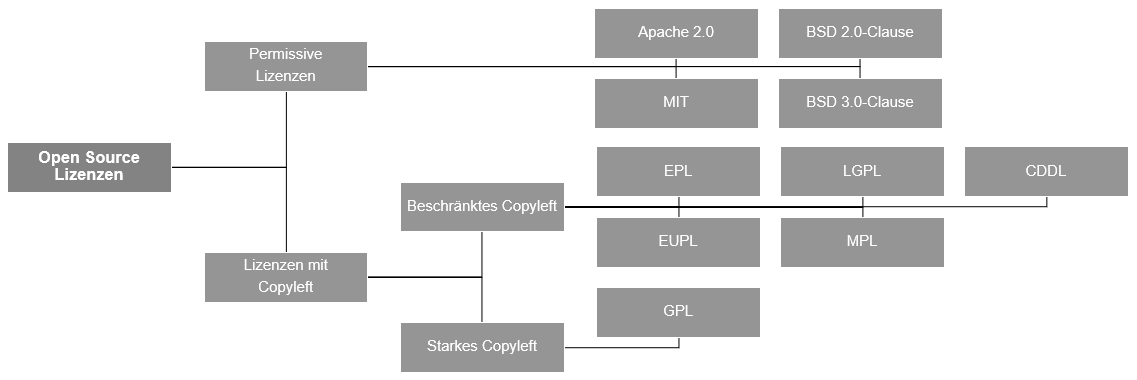 Open Source
Lizenzen
Permissive
Lizenzen
Apache 2.0
BSD 2.0-Clause
MIT
BSD 3.0-Clause
Lizenzen mit
Copyleft
Beschränktes Copyleft
EPL
LGPL
CDDL
EUPL
MPL
Starkes Copyleft
GPL